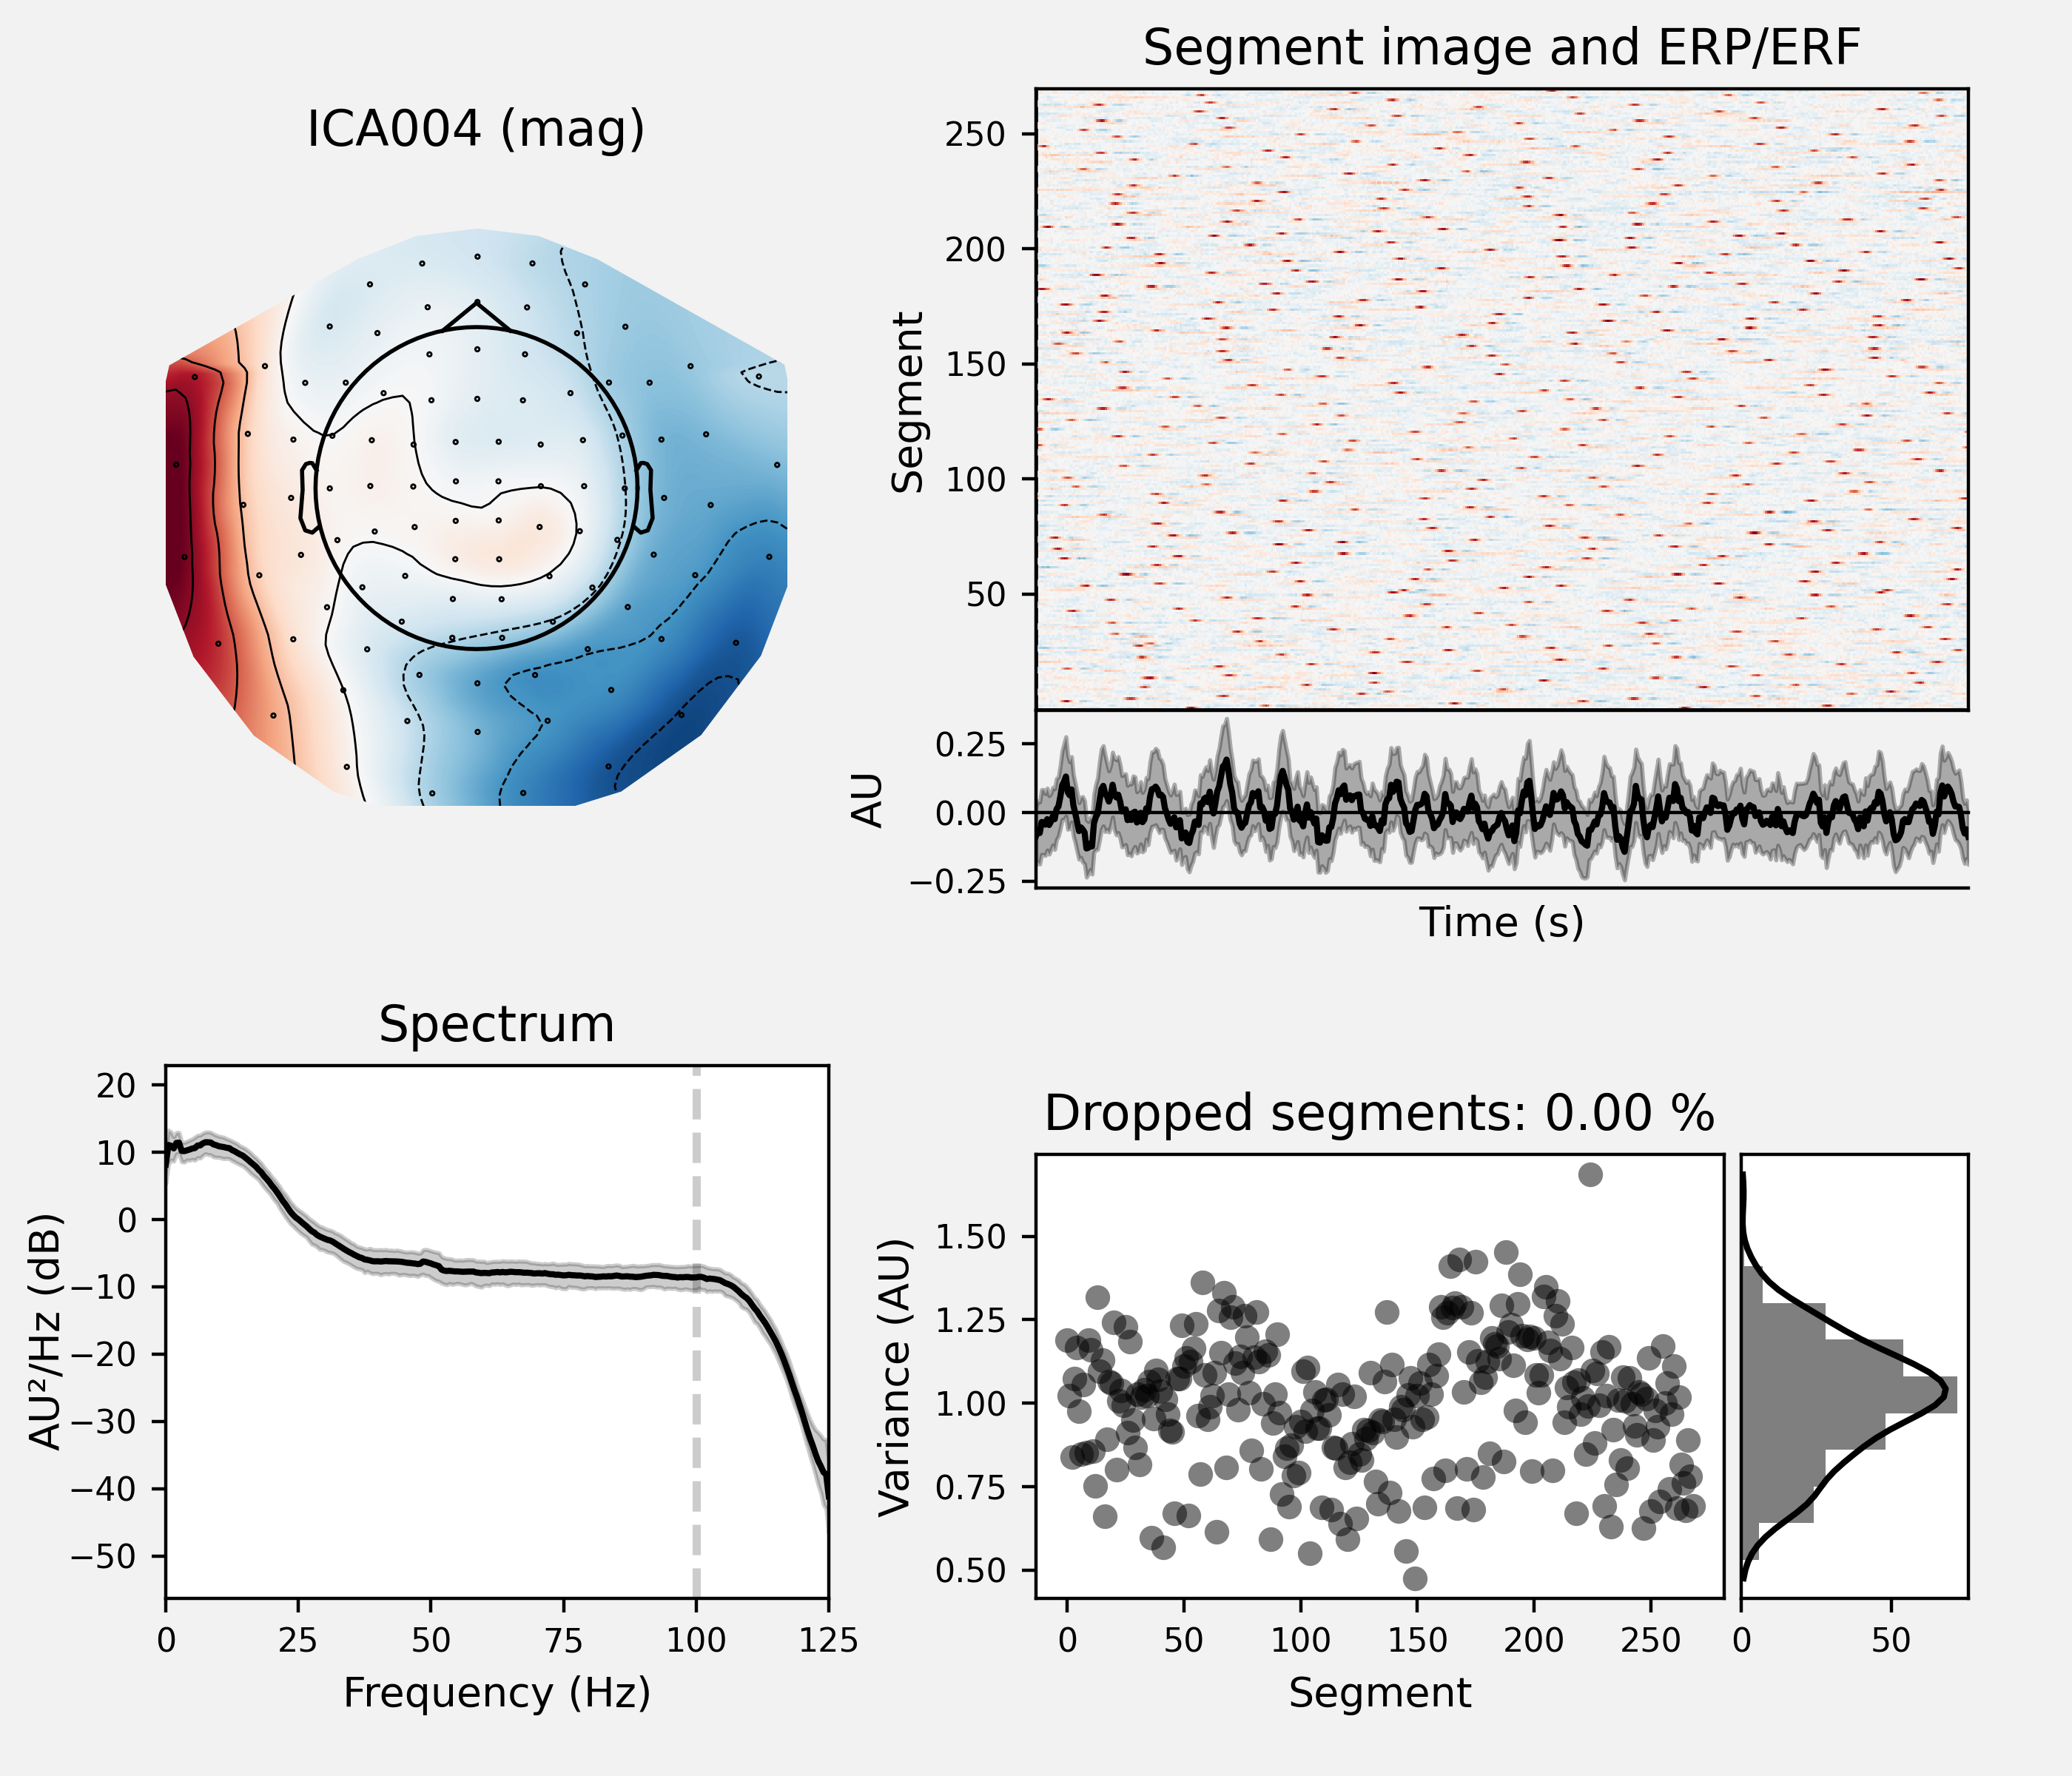 Segment image and ERP/ERF
ICA004 (mag)
250
200
150
100
50
Segment
0.25
0.00
−0.25
AU
Time (s)
Spectrum
20
10
0
−10
−20
−30
−40
−50
AU²/Hz (dB)
0 25 50 75 100 125
Frequency (Hz)
Dropped segments: 0.00 %
1.50
1.25
1.00
0.75
0.50
Variance (AU)
0 50 100 150 200 250
Segment
0 50